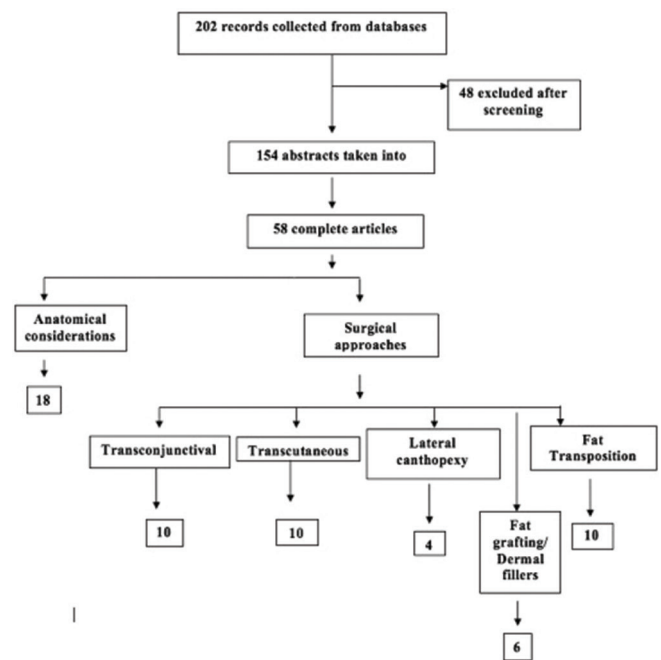 202 records collected from databases
48 excluded after
screening
154 abstracts taken into
58 complete articles
Anatomical
considerations
Surgical
approaches
18
Transconjunctival
Transcutaneous
Lateral
canthopexy
Fat
Transposition
10
10
4
Fat
grafting/
Dermal
fillers
10
6